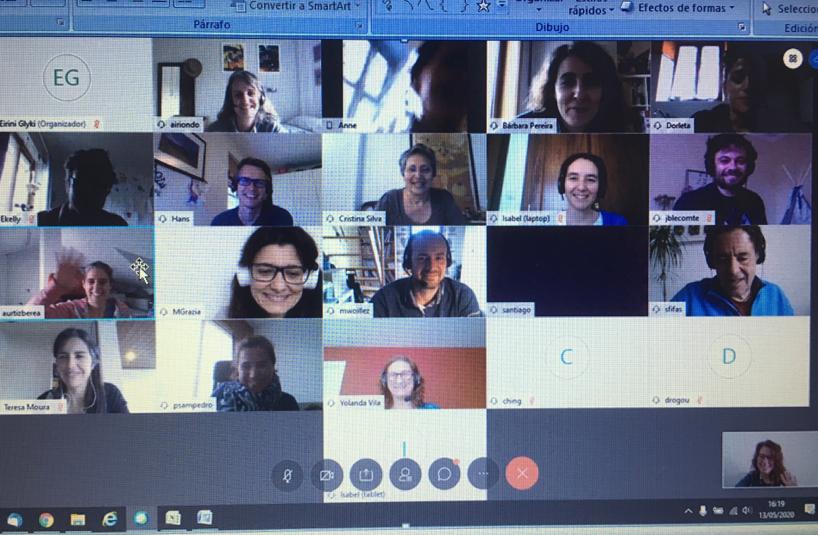 Convertir a SmartArt
rápidos
Efectos de formas
Seleccio
Párrafo
Dibujo
Edición
EG
Eirini Glyki (Organizador)
airiondo
Anne
Bárbara Pereira
Dorleta
Ekelly
Hans
Cristina Silva
Isabel (laptop)
jblecomte
aurtizberea
MGrazia
mwoillez
santiago
sfifas
C
D
Teresa Moura
psampedro
Yolanda Vila
ching
drogou
I
Isabel (tablet)
16:19
13/05/2020